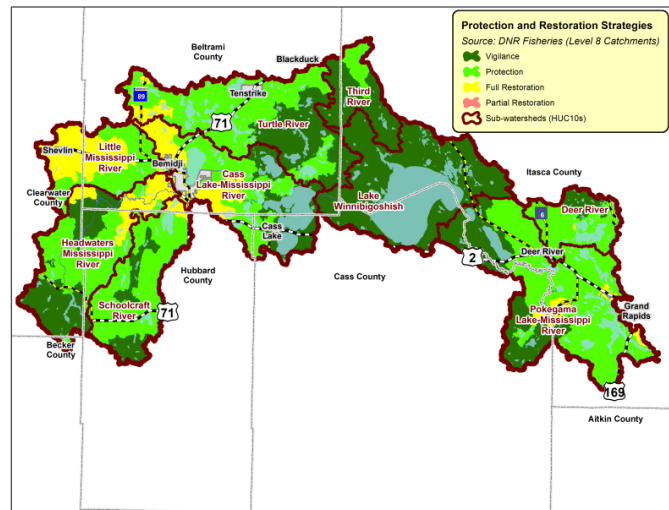 Protection and Restoration Strategies
Source: DNR Fisheries (Level 8 Catchments)
Vigilance
Protection
Full Restoration
Partial Restoration
Sub-watersheds (HUC10s)
Beltrami
County
Blackduck
89
Tenstrike
71
Turtle River
Third
River
Shevlin
Little
Mississippi
River
Bemidji
Cass
Lake-Mississippi
River
Itasca County
Clearwater
County
Lake
Winnibigoshish
Deer River
6
Headwaters
Mississippi
River
Hubbard
County
Cass
Lake
Cass County
2
Deer River
Schoolcraft
River
71
Pokegama
Lake-Mississippi
River
Grand
Rapids
Becker
County
169
Aitkin County